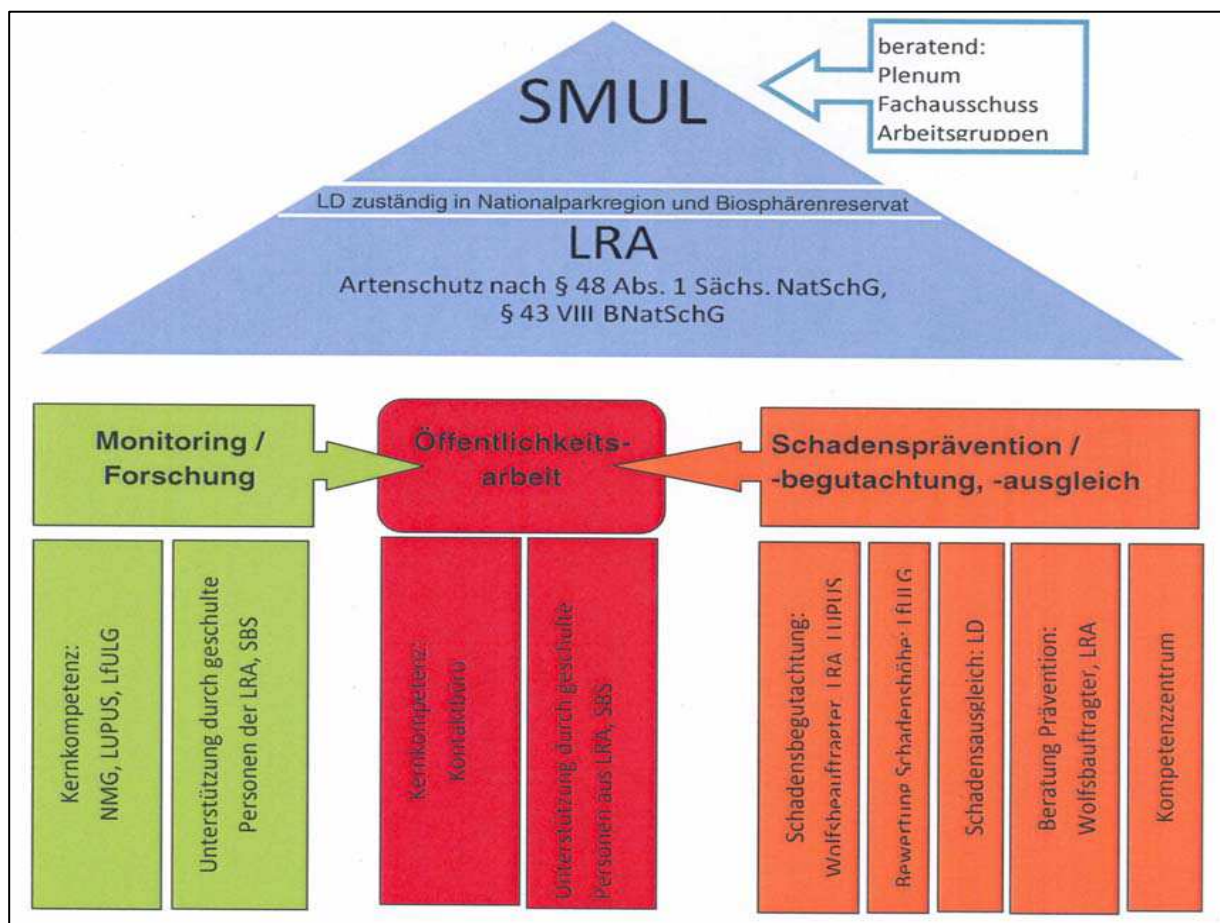 SMUL
beratend:
Plenum
Fachausschuss
Arbeitsgruppen
LD zuständig in Nationalparkregion und Biosphärenreservat
LRA
Artenschutz nach § 48 Abs. 1 Sächs. NatSchG,
§ 43 VIII BNatSchG
Monitoring /
Forschung
Öffentlichkeits-
arbeit
Schadensprävention /
-begutachtung, -ausgleich
Kernkompetenz:
NMG, LUPUS, LfULG
Unterstützung durch geschulte
Personen der LRA, SBS
Kernkompetenz:
Kontaktbüro
Unterstützung durch geschulte
Personen aus LRA, SBS
Schadensbegutachtung:
Wolfsbeauftragter, LRA, LUPUS
Bewertung Schadenshöhe: LfULG
Schadensausgleich: LD
Beratung Prävention:
Wolfsbauftragter, LRA
Kompetenzzentrum